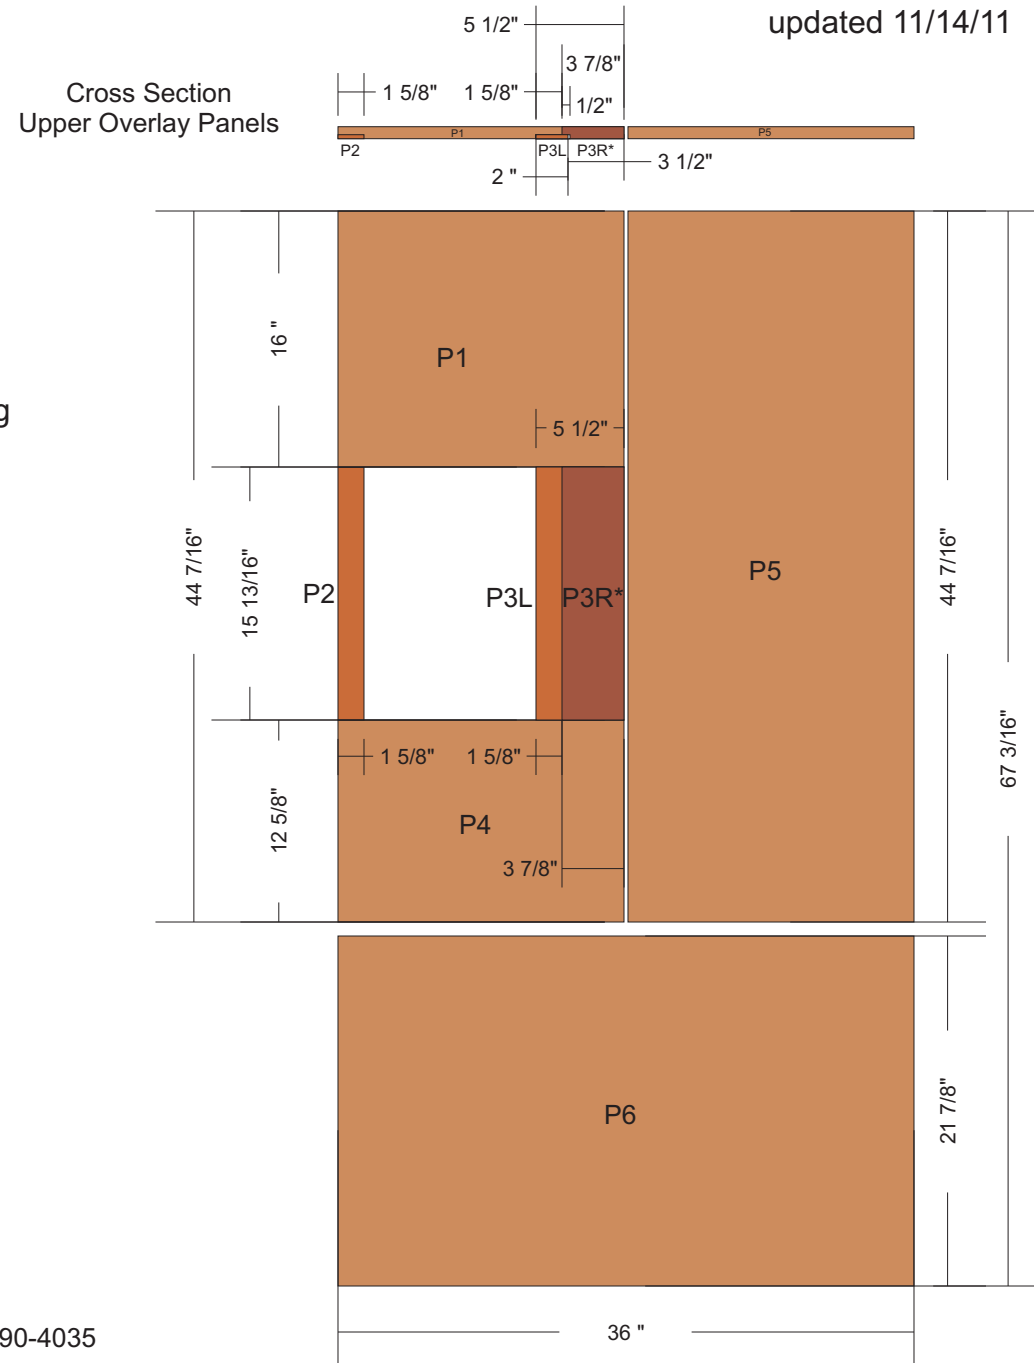 updated 11/14/11
5 1/2"
3 7/8"
Cross Section
Upper Overlay Panels
1 5/8"
1 5/8"
1/2"
P1
P5
P2
P3L
P3R*
2 "
3 1/2"
16 "
P1
g
5 1/2"
44 7/16"
15 13/16"
P2
P3L
P3R*
P5
44 7/16"
67 3/16"
1 5/8"
1 5/8"
12 5/8"
P4
3 7/8"
P6
21 7/8"
36 "
90-4035